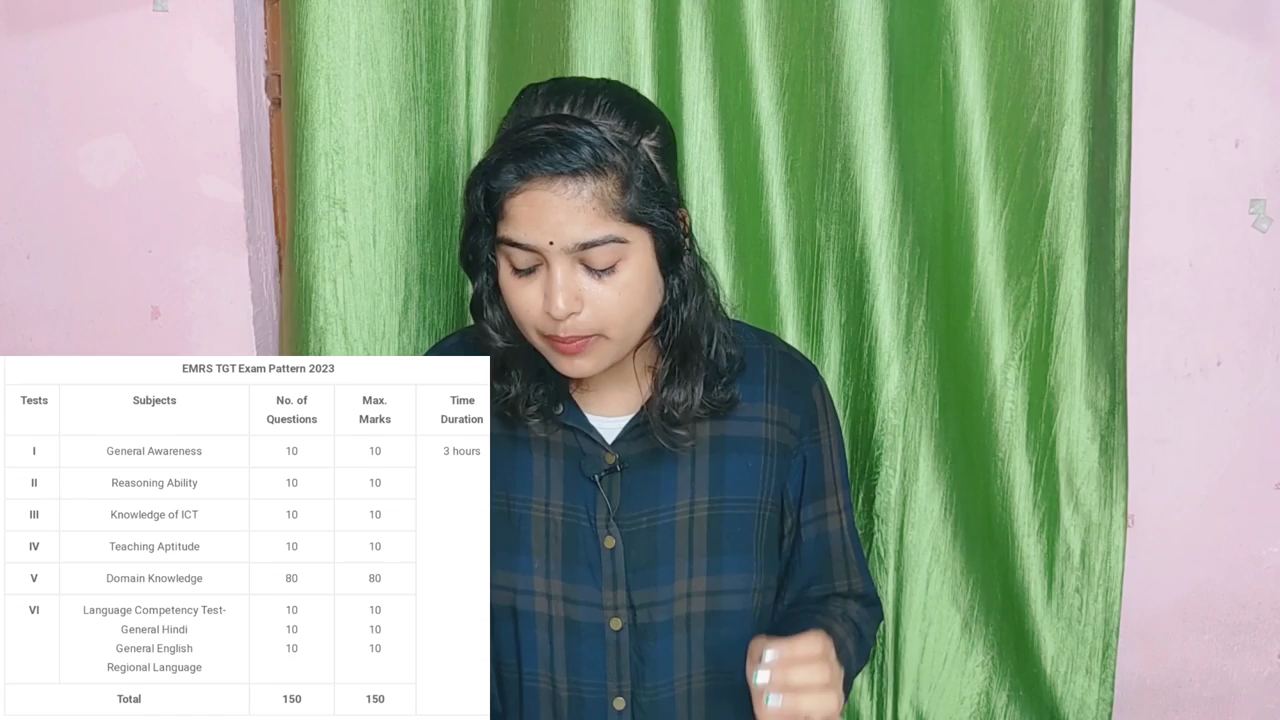 EMRS TGT Exam Pattern 2023
Tests Subjects No. of Questions Max. Marks Time Duration
I General Awareness 10 10 3 hours
II Reasoning Ability 10 10
III Knowledge of ICT 10 10
IV Teaching Aptitude 10 10
V Domain Knowledge 80 80
VI Language Competency Test- 10 10
General Hindi 10 10
General English 10 10
Regional Language
Total 150 150